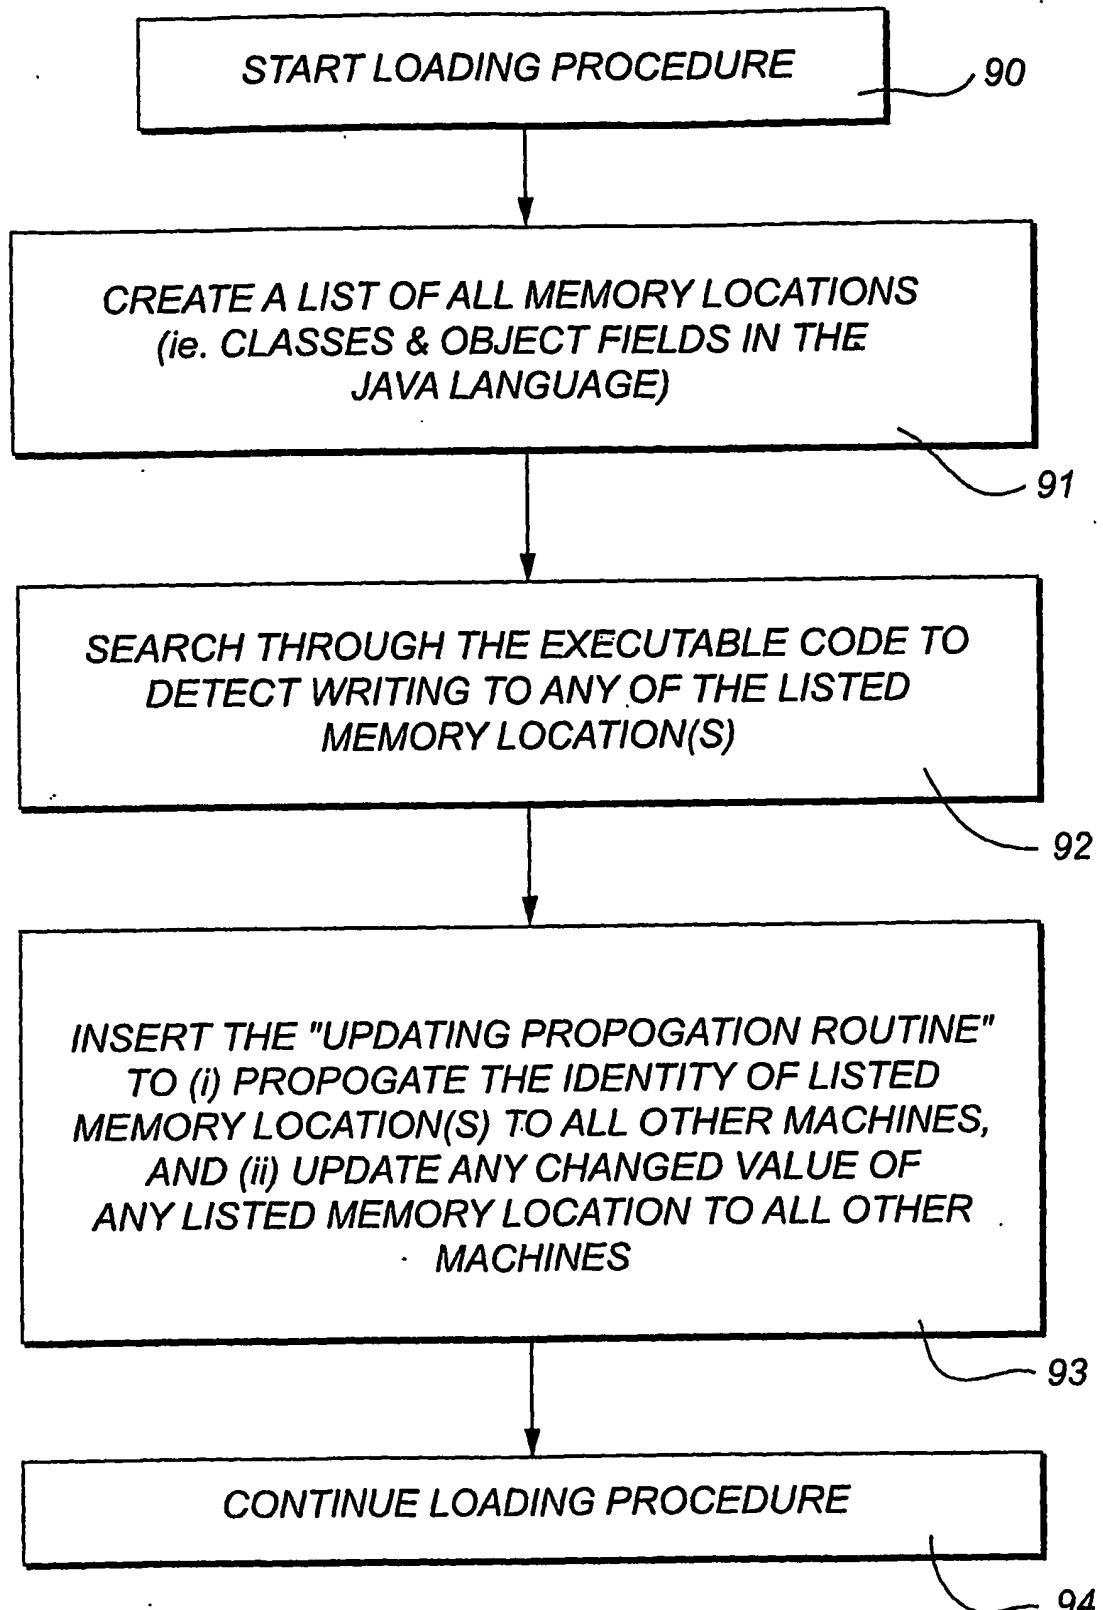 START LOADING PROCEDURE
90
CREATE A LIST OF ALL MEMORY LOCATIONS
(ie. CLASSES & OBJECT FIELDS IN THE
JAVA LANGUAGE)
91
SEARCH THROUGH THE EXECUTABLE CODE TO
DETECT WRITING TO ANY OF THE LISTED
MEMORY LOCATION(S)
92
INSERT THE "UPDATING PROPOGATION ROUTINE"
TO (i) PROPOGATE THE IDENTITY OF LISTED
MEMORY LOCATION(S) TO ALL OTHER MACHINES,
AND (ii) UPDATE ANY CHANGED VALUE OF
ANY LISTED MEMORY LOCATION TO ALL OTHER
MACHINES
93
CONTINUE LOADING PROCEDURE
94